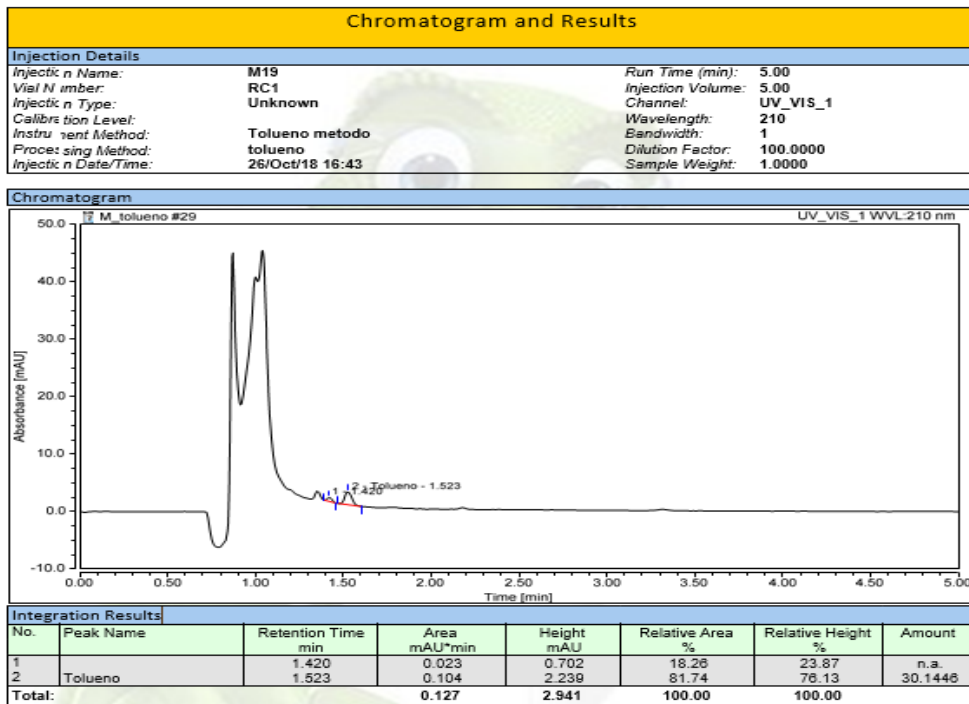 Chromatogram and Results
Injection Details
Injectic n Name: M19 Run Time (min): 5.00
Vial N imber: RC1 Injection Volume: 5.00
Injectic n Type: Unknown Channel: UV_VIS_1
Calibra tion Level: Wavelength: 210
Instru nent Method: Tolueno metodo Bandwidth: 1
Proces sing Method: tolueno Dilution Factor: 100.0000
Injectic n Date/Time: 26/Oct/18 16:43 Sample Weight: 1.0000
Chromatogram
M_tolueno #29 UV_VIS_1 WVL:210 nm
50.0
40.0
30.0
20.0
10.0
0.0
-10.0
Absorbance [mAU]
1 - 1.420
2 - Tolueno - 1.523
0.00 0.50 1.00 1.50 2.00 2.50 3.00 3.50 4.00 4.50 5.00
Time [min]
Integration Results
No. Peak Name Retention Time Area Height Relative Area Relative Height Amount
min mAU*min mAU % %
1 1.420 0.023 0.702 18.26 23.87 n.a.
2 Tolueno 1.523 0.104 2.239 81.74 76.13 30.1446
Total: 0.127 2.941 100.00 100.00